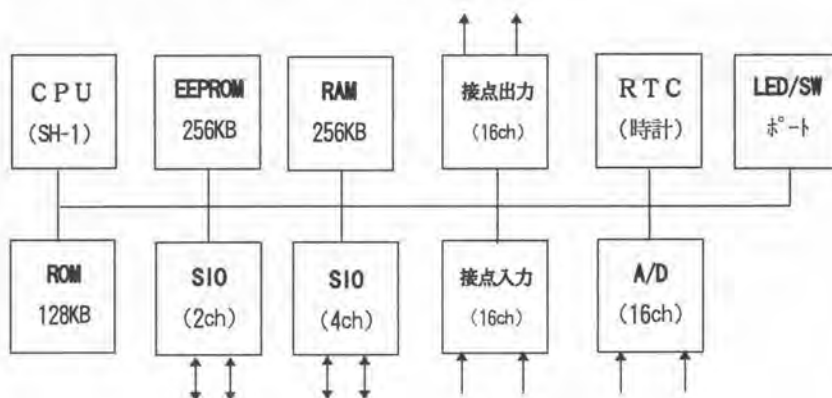 CPU
(SH-1)
EEPROM
256KB
RAM
256KB
接点出力
(16ch)
RTC
(時計)
LED/SW
ポート
ROM
128KB
SIO
(2ch)
SIO
(4ch)
接点入力
(16ch)
A/D
(16ch)